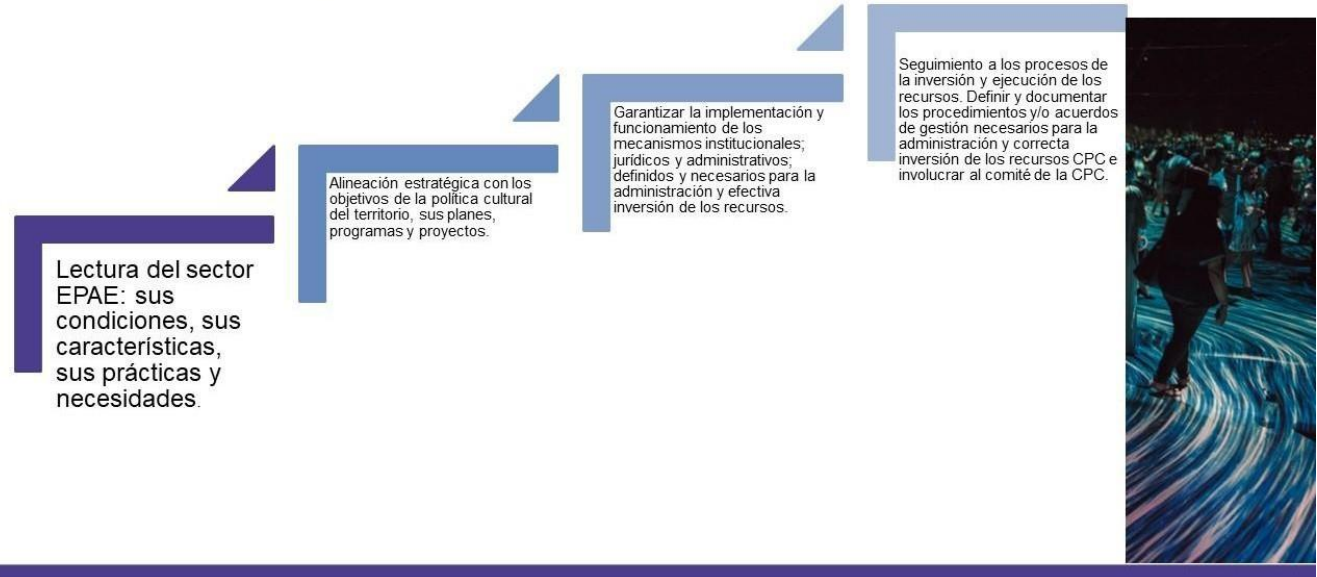 Lectura del sector
EPAE: sus
condiciones, sus
características,
sus prácticas y
necesidades.
Alineación estratégica con los
objetivos de la política cultural
del territorio, sus planes,
programas y proyectos.
Garantizar la implementación y
funcionamiento de los
mecanismos institucionales;
jurídicos y administrativos;
definidos y necesarios para la
administración y efectiva
inversión de los recursos.
Seguimiento a los procesos de
la inversión y ejecución de los
recursos. Definir y documentar
los procedimientos y/o acuerdos
de gestión necesarios para la
administración y correcta
inversión de los recursos CPC e
involucrar al comité de la CPC.